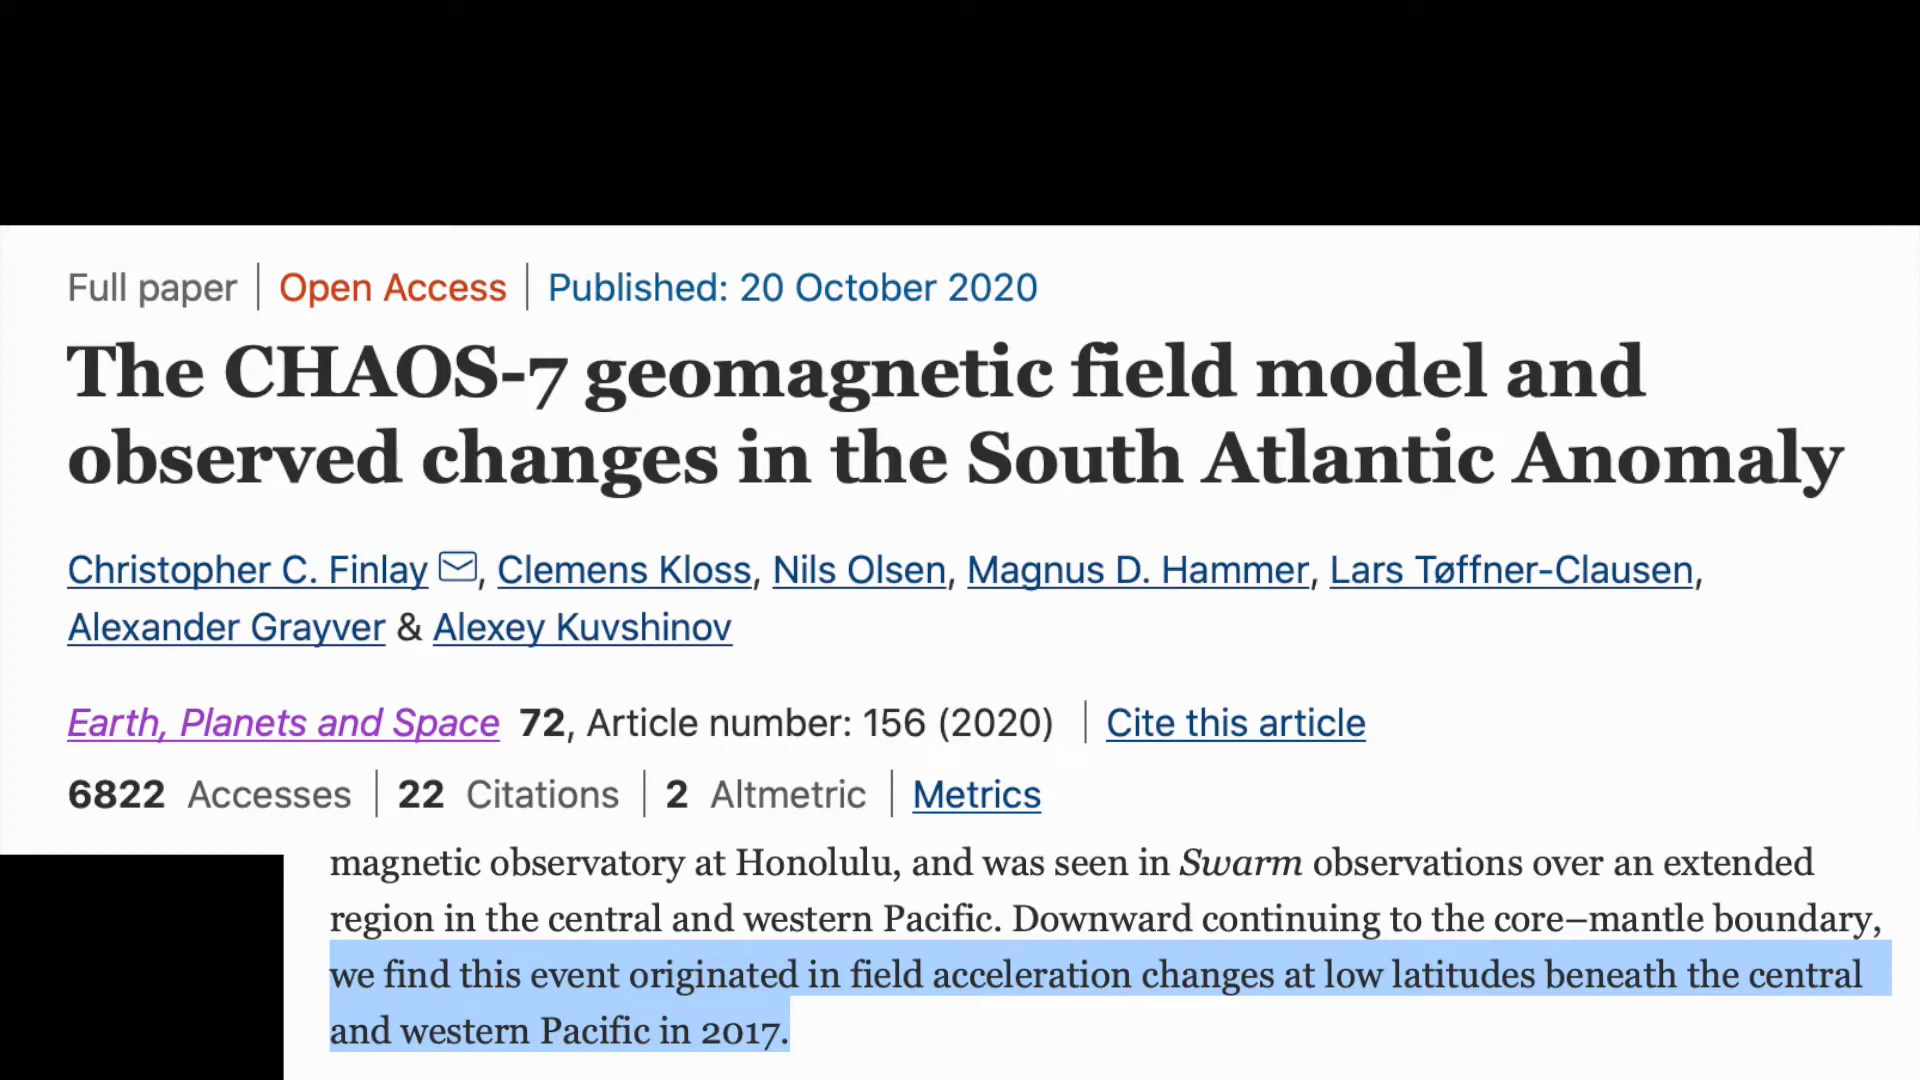 Full paper | Open Access | Published: 20 October 2020
The CHAOS-7 geomagnetic field model and
observed changes in the South Atlantic Anomaly
Christopher C. Finlay, Clemens Kloss, Nils Olsen, Magnus D. Hammer, Lars Tøffner-Clausen,
Alexander Grayver & Alexey Kuvshinov
Earth, Planets and Space 72, Article number: 156 (2020) | Cite this article
6822 Accesses | 22 Citations | 2 Altmetric | Metrics
magnetic observatory at Honolulu, and was seen in Swarm observations over an extended
region in the central and western Pacific. Downward continuing to the core–mantle boundary,
we find this event originated in field acceleration changes at low latitudes beneath the central
and western Pacific in 2017.